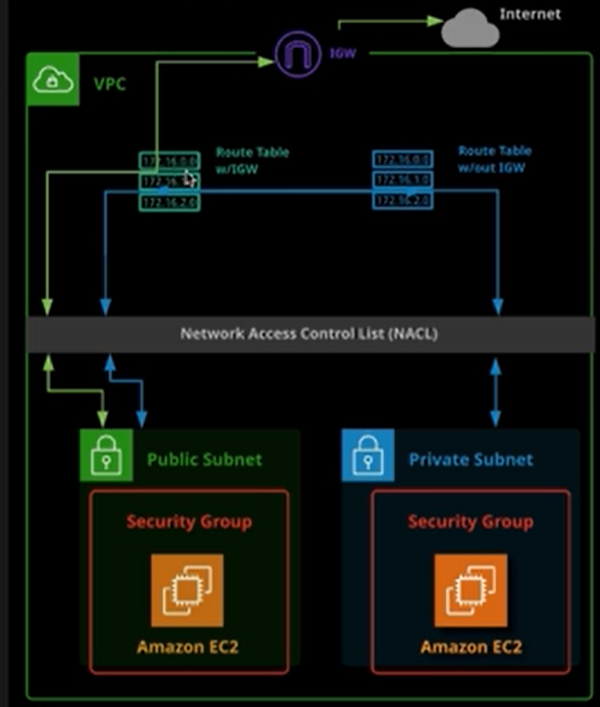 Internet
IGW
VPC
Route Table
w/IGW
172.16.0.0
172.16.
172.16.2.0
Route Table
w/out IGW
172.16.0.0
172.16.1.0
172.16.2.0
Network Access Control List (NACL)
Public Subnet
Private Subnet
Security Group
Security Group
Amazon EC2
Amazon EC2